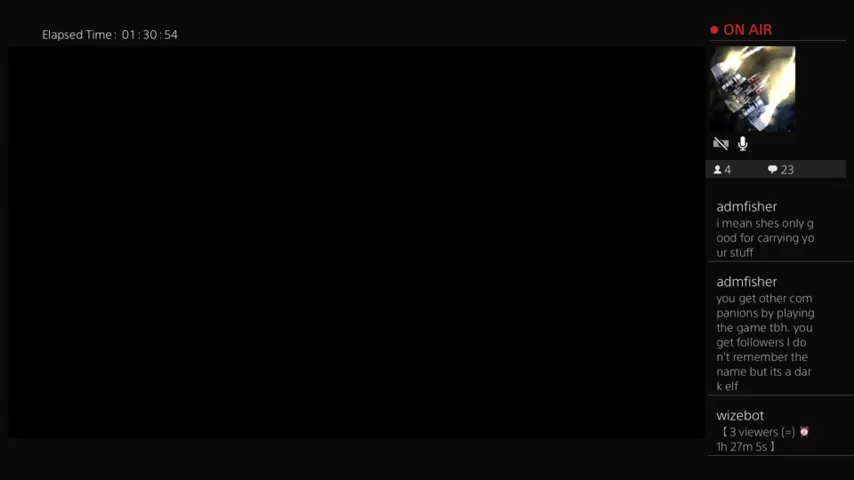 Elapsed Time: 01:30:54
ON AIR
4 23
admfisher
i mean shes only g
ood for carrying yo
ur stuff
admfisher
you get other com
panions by playing
the game tbh. you
get followers I do
n't remember the
name but its a dar
k elf
wizebot
【 3 viewers (=) ⏰
1h 27m 5s 】